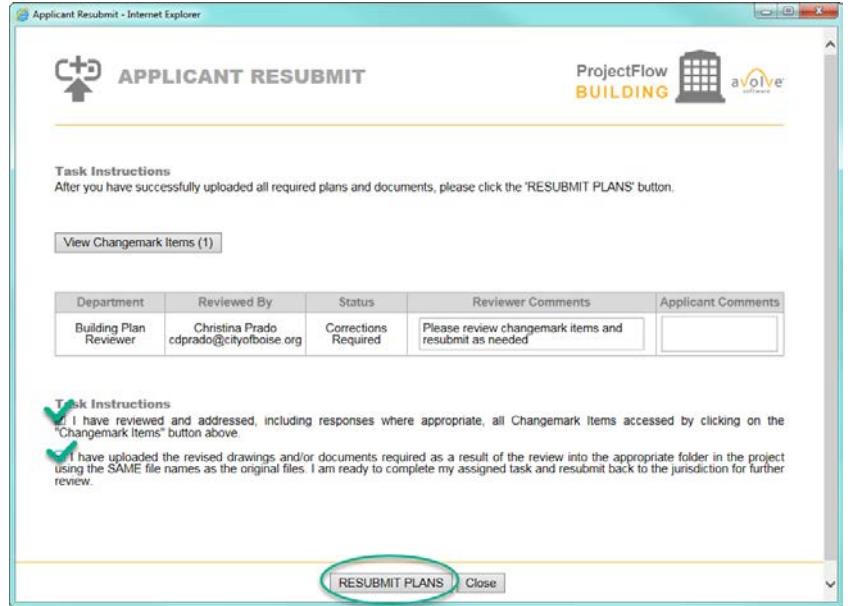 Applicant Resubmit - Internet Explorer
APPLICANT RESUBMIT
ProjectFlow
BUILDING
avolve
software
Task Instructions
After you have successfully uploaded all required plans and documents, please click the 'RESUBMIT PLANS' button.
View Changemark Items (1)
Department Reviewed By Status Reviewer Comments Applicant Comments
Building Plan Reviewer Christina Prado cdprado@cityofboise.org Corrections Required Please review changemark items and resubmit as needed
Task Instructions
I have reviewed and addressed, including responses where appropriate, all Changemark Items accessed by clicking on the
"Changemark Items" button above.
I have uploaded the revised drawings and/or documents required as a result of the review into the appropriate folder in the project
using the SAME file names as the original files. I am ready to complete my assigned task and resubmit back to the jurisdiction for further
review.
RESUBMIT PLANS Close